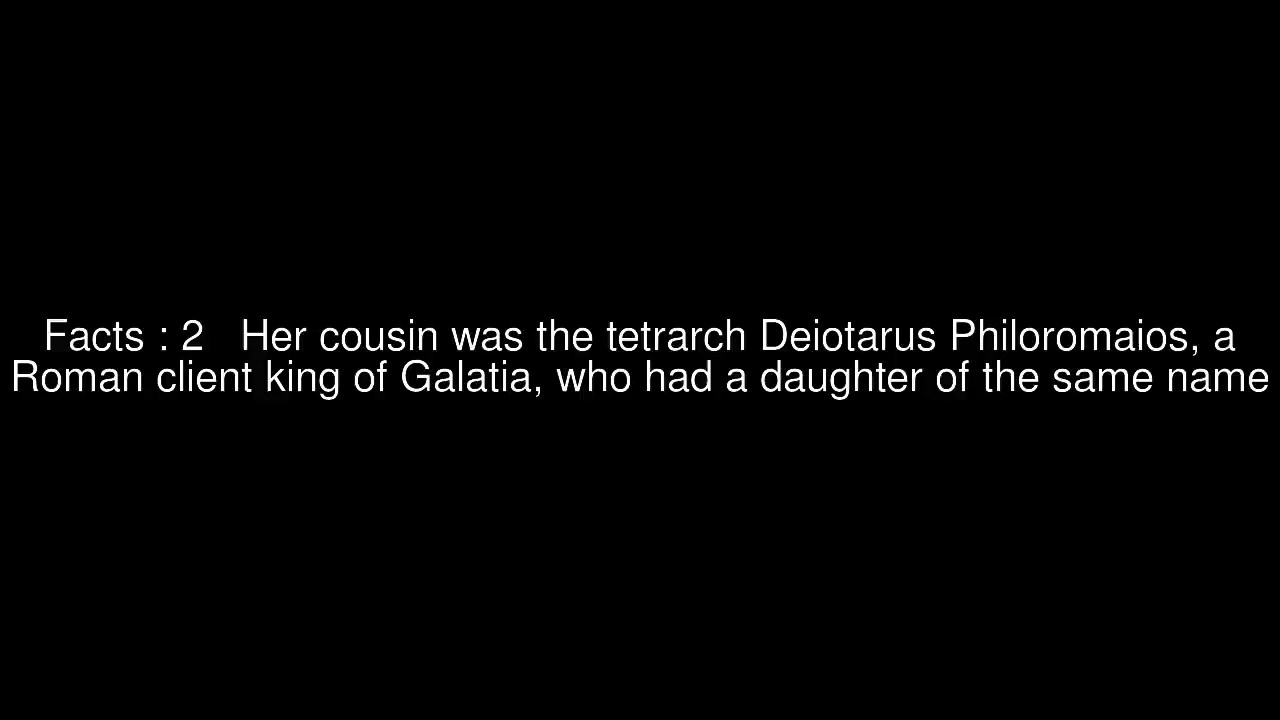 Facts : 2   Her cousin was the tetrarch Deiotarus Philoromaios, a
Roman client king of Galatia, who had a daughter of the same name